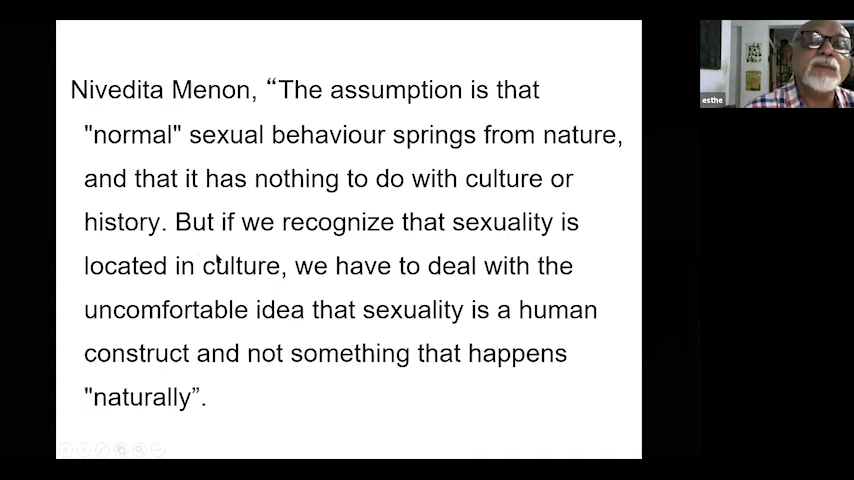 Nivedita Menon, “The assumption is that
"normal" sexual behaviour springs from nature,
and that it has nothing to do with culture or
history. But if we recognize that sexuality is
located in culture, we have to deal with the
uncomfortable idea that sexuality is a human
construct and not something that happens
"naturally”.
esthe